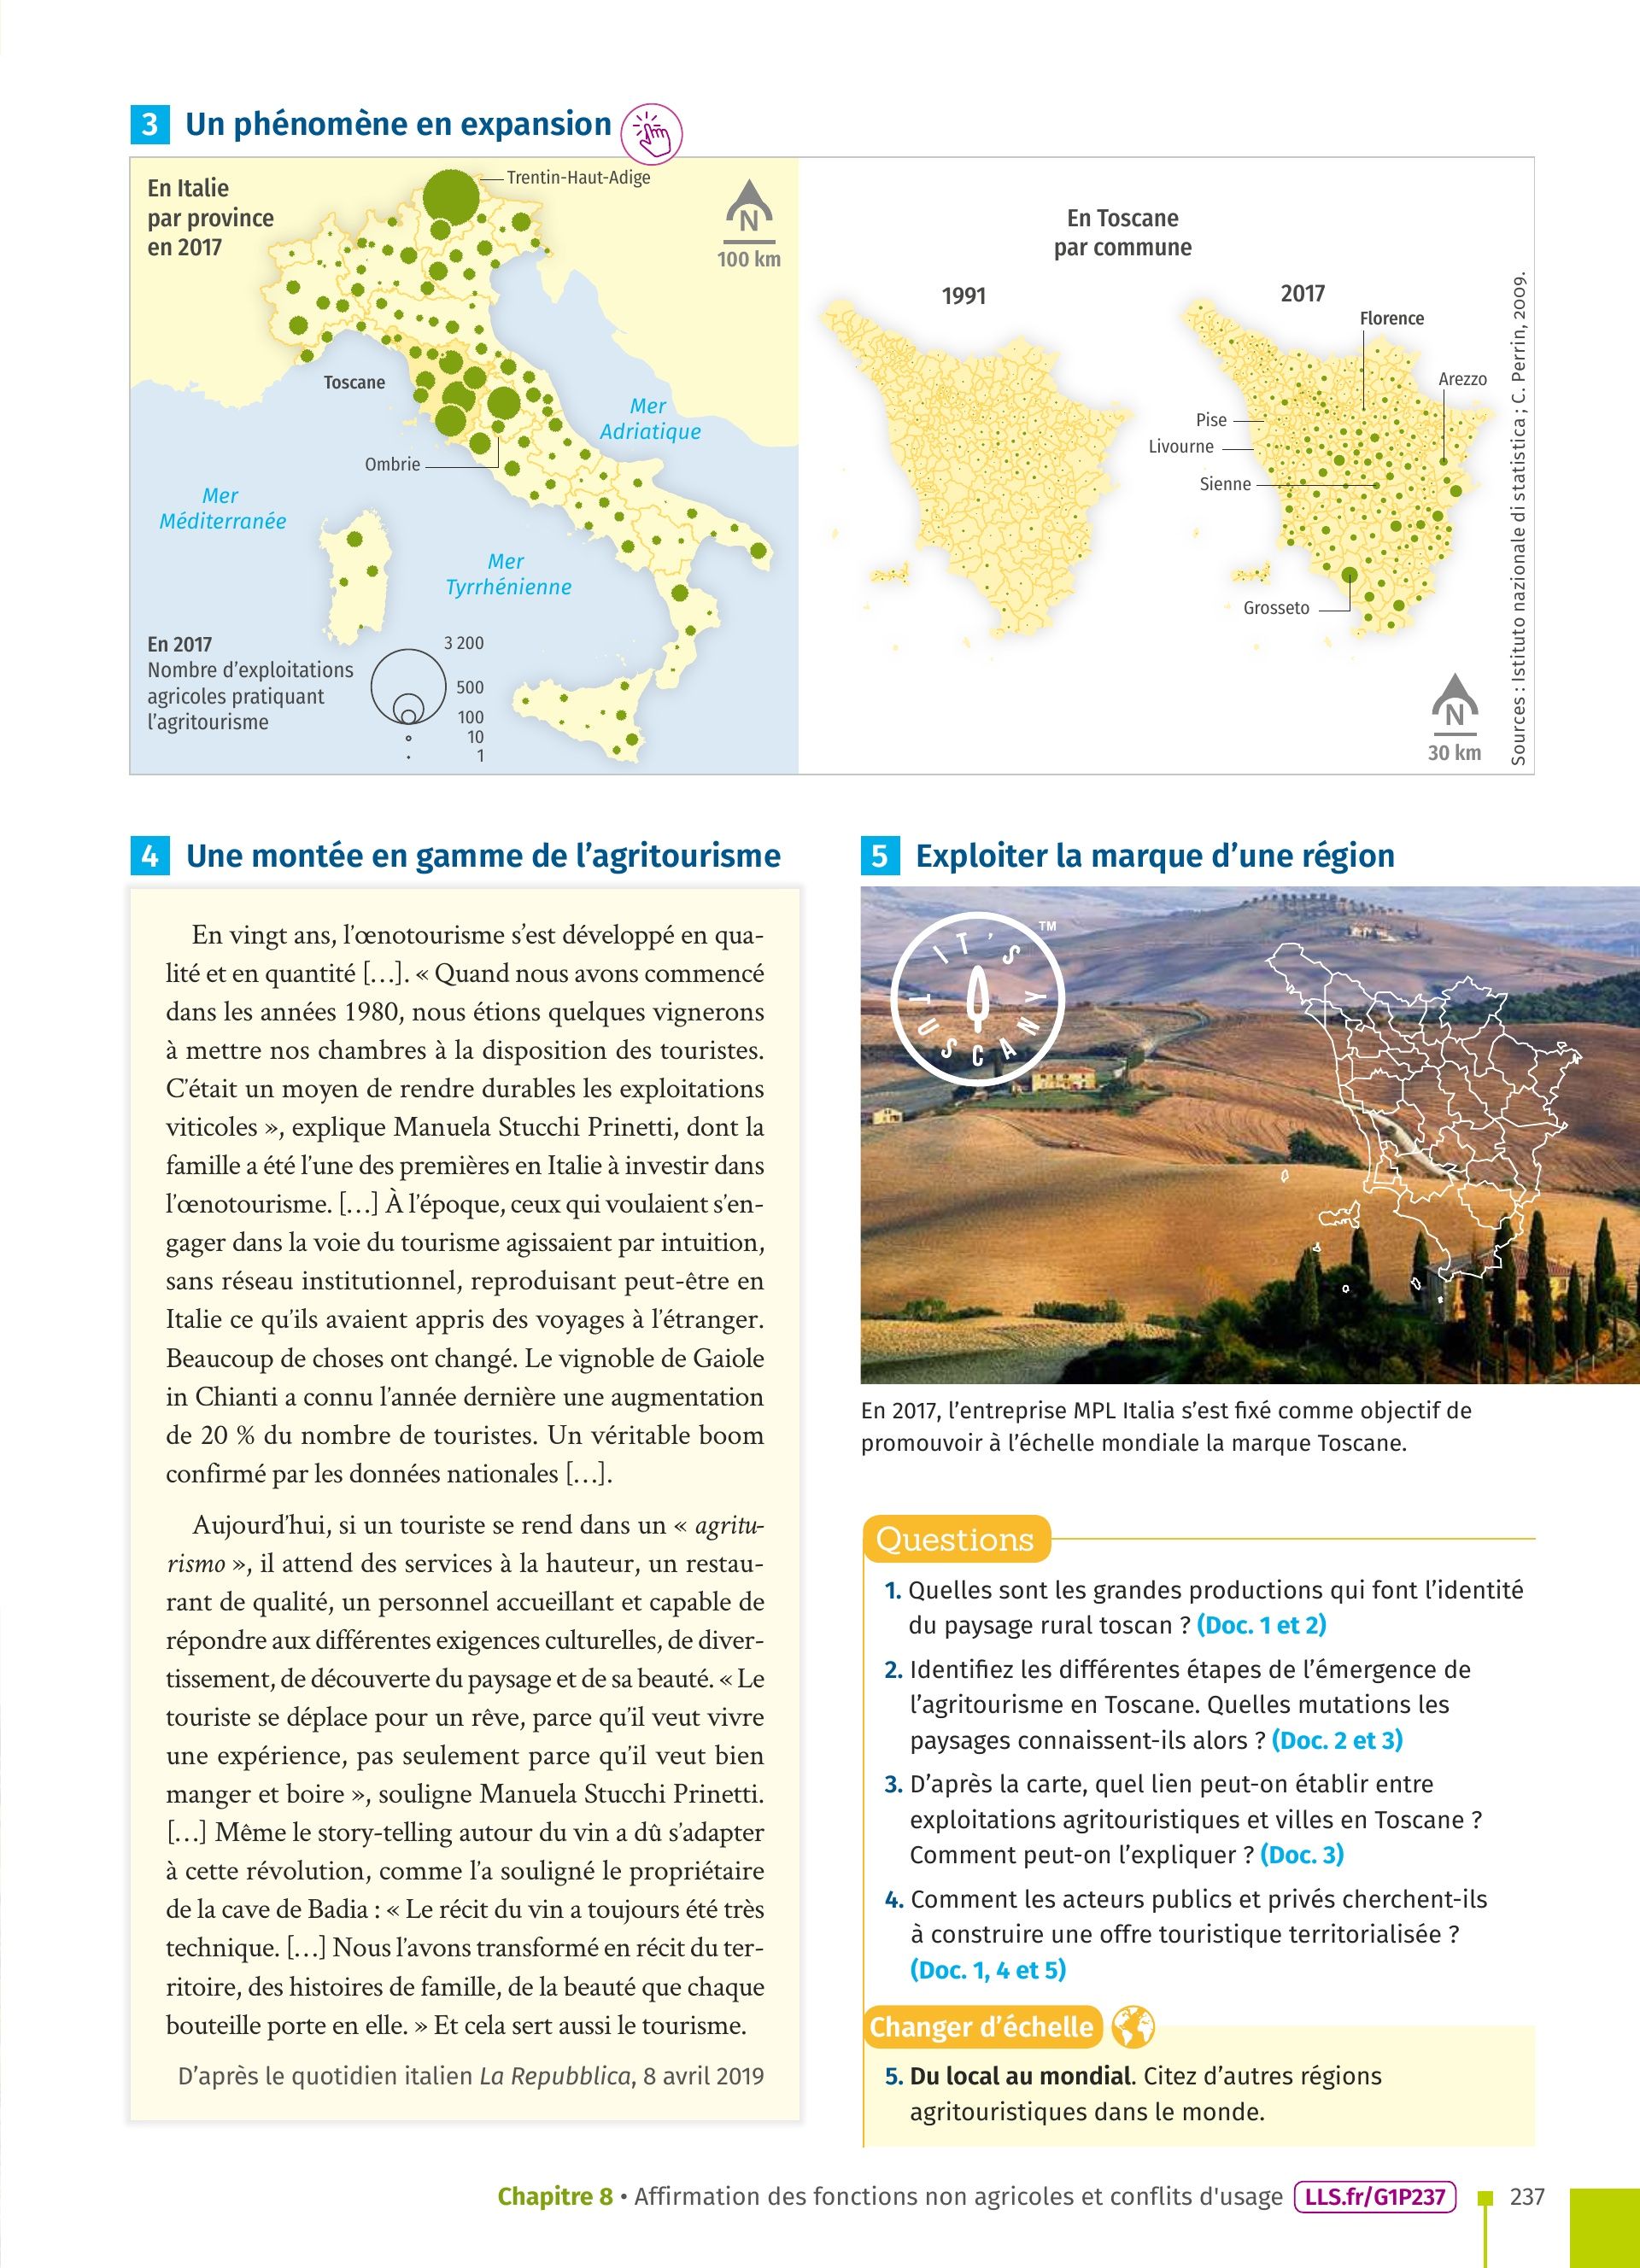 3 Un phénomène en expansion
En Italie
par province
en 2017
Trentin-Haut-Adige
N
100 km
Toscane
Mer
Adriatique
Ombrie
Mer
Méditerranée
Mer
Tyrrhénienne
En 2017
Nombre d'exploitations
agricoles pratiquant
l'agritourisme
3 200
500
100
10
1
En Toscane
par commune
1991
2017
Florence
Arezzo
Pise
Livourne
Sienne
Grosseto
N
30 km
Sources : Istituto nazionale di statistica ; C. Perrin, 2009.
4 Une montée en gamme de l'agritourisme
En vingt ans, l'œnotourisme s'est développé en qua-
lité et en quantité […]. « Quand nous avons commencé
dans les années 1980, nous étions quelques vignerons
à mettre nos chambres à la disposition des touristes.
C'était un moyen de rendre durables les exploitations
viticoles », explique Manuela Stucchi Prinetti, dont la
famille a été l'une des premières en Italie à investir dans
l'œnotourisme. […] À l'époque, ceux qui voulaient s'en-
gager dans la voie du tourisme agissaient par intuition,
sans réseau institutionnel, reproduisant peut-être en
Italie ce qu'ils avaient appris des voyages à l'étranger.
Beaucoup de choses ont changé. Le vignoble de Gaiole
in Chianti a connu l'année dernière une augmentation
de 20 % du nombre de touristes. Un véritable boom
confirmé par les données nationales […].
Aujourd'hui, si un touriste se rend dans un « agritu-
rismo », il attend des services à la hauteur, un restau-
rant de qualité, un personnel accueillant et capable de
répondre aux différentes exigences culturelles, de diver-
tissement, de découverte du paysage et de sa beauté. « Le
touriste se déplace pour un rêve, parce qu'il veut vivre
une expérience, pas seulement parce qu'il veut bien
manger et boire », souligne Manuela Stucchi Prinetti.
[…] Même le story-telling autour du vin a dû s'adapter
à cette révolution, comme l'a souligné le propriétaire
de la cave de Badia : « Le récit du vin a toujours été très
technique. […] Nous l'avons transformé en récit du ter-
ritoire, des histoires de famille, de la beauté que chaque
bouteille porte en elle. » Et cela sert aussi le tourisme.
D'après le quotidien italien La Repubblica, 8 avril 2019
5 Exploiter la marque d'une région
IT'S
TUSCANY
TM
En 2017, l'entreprise MPL Italia s'est fixé comme objectif de
promouvoir à l'échelle mondiale la marque Toscane.
Questions
1. Quelles sont les grandes productions qui font l'identité
du paysage rural toscan ? (Doc. 1 et 2)
2. Identifiez les différentes étapes de l'émergence de
l'agritourisme en Toscane. Quelles mutations les
paysages connaissent-ils alors ? (Doc. 2 et 3)
3. D'après la carte, quel lien peut-on établir entre
exploitations agritouristiques et villes en Toscane ?
Comment peut-on l'expliquer ? (Doc. 3)
4. Comment les acteurs publics et privés cherchent-ils
à construire une offre touristique territorialisée ?
(Doc. 1, 4 et 5)
Changer d'échelle
5. Du local au mondial. Citez d'autres régions
agritouristiques dans le monde.
Chapitre 8 • Affirmation des fonctions non agricoles et conflits d'usage LLS.fr/G1P237 237